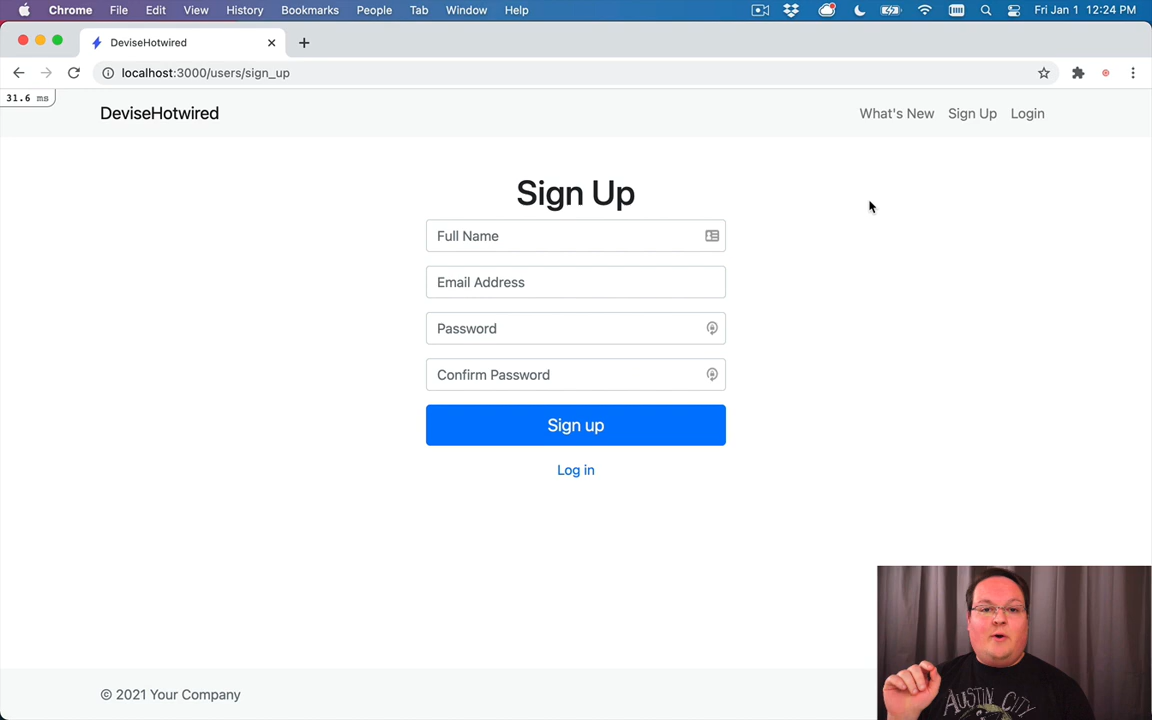 Chrome File Edit View History Bookmarks People Tab Window Help Fri Jan 1 12:24 PM
DeviseHotwired
localhost:3000/users/sign_up
31.6 ms
DeviseHotwired What's New Sign Up Login
Sign Up
Full Name
Email Address
Password
Confirm Password
Sign up
Log in
AUSTIN CITY
© 2021 Your Company